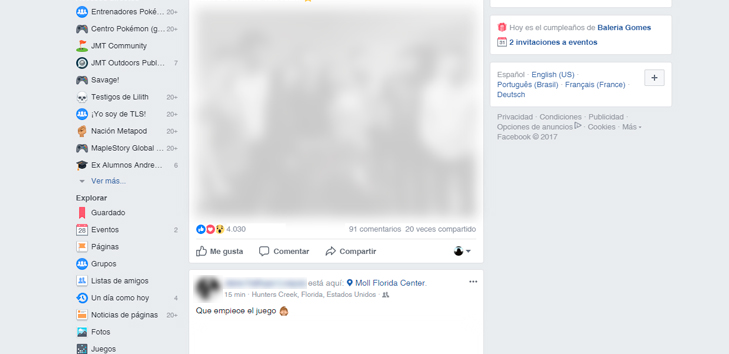 Entrenadores Poké... 20+
Centro Pokémon (g... 20+
JMT Community
JMT Outdoors Publ... 7
Savage!
Testigos de Lilith 20+
¡Yo soy de TLS! 20+
Nación Metapod 20+
MapleStory Global ... 20+
Ex Alumnos Andre... 6
Ver más...
Explorar
Guardado
28 Eventos 2
Páginas
Grupos
Listas de amigos
Un día como hoy 4
Noticias de páginas 20+
Fotos
Juegos
4.030 91 comentarios 20 veces compartido
Me gusta Comentar Compartir
está aquí: Moll Florida Center.
15 min · Hunters Creek, Florida, Estados Unidos ·
Que empiece el juego
Hoy es el cumpleaños de Baleria Gomes
31 2 invitaciones a eventos
Español · English (US) ·
Português (Brasil) · Français (France)
Deutsch
Privacidad · Condiciones · Publicidad ·
Opciones de anuncios · Cookies · Más
Facebook © 2017